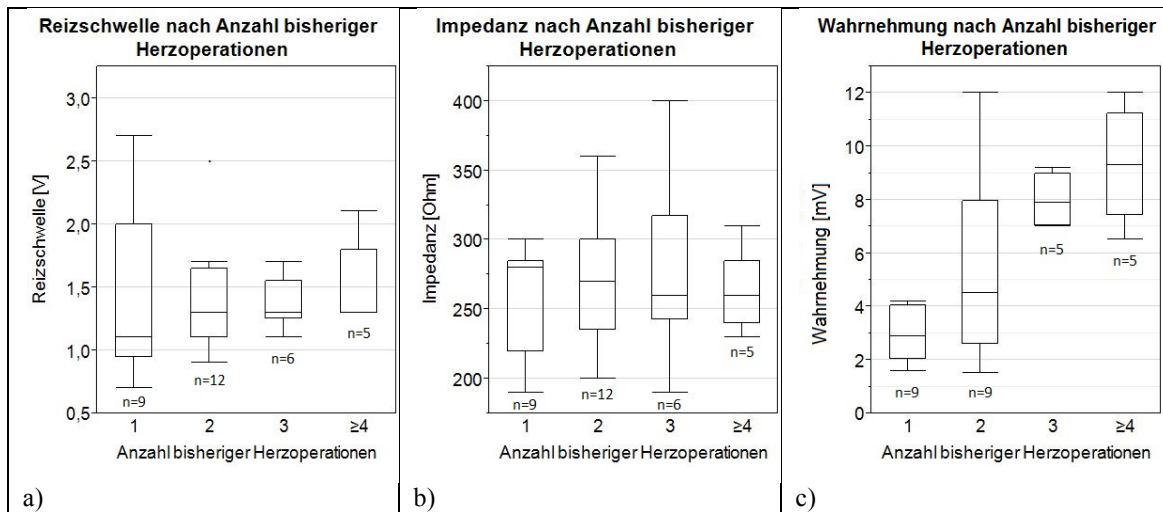 Reizschwelle nach Anzahl bisheriger
Herzoperationen
3,0
2,5
2,0
1,5
1,0
0,5
Reizschwelle [V]
n=9
n=12
n=6
n=5
1 2 3 ≥4
Anzahl bisheriger Herzoperationen
a)
Impedanz nach Anzahl bisheriger
Herzoperationen
400
350
300
250
200
Impedanz [Ohm]
n=9
n=12
n=6
n=5
1 2 3 ≥4
Anzahl bisheriger Herzoperationen
b)
Wahrnehmung nach Anzahl bisheriger
Herzoperationen
12
10
8
6
4
2
0
Wahrnehmung [mV]
n=9
n=9
n=5
n=5
1 2 3 ≥4
Anzahl bisheriger Herzoperationen
c)